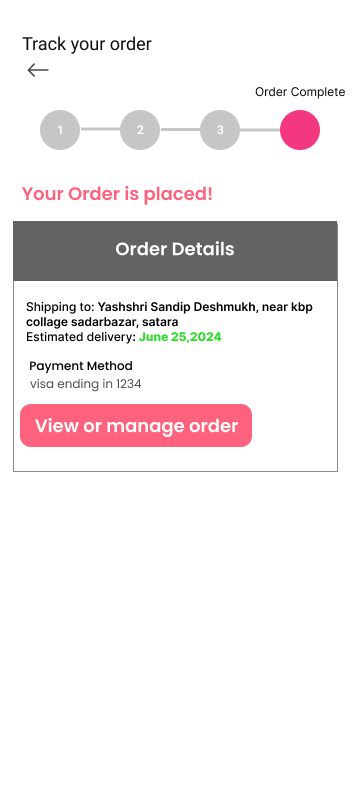 Track your order
Order Complete
1 2 3
Your Order is placed!
Order Details
Shipping to: Yashshri Sandip Deshmukh, near kbp
collage sadarbazar, satara
Estimated delivery: June 25,2024
Payment Method
visa ending in 1234
View or manage order